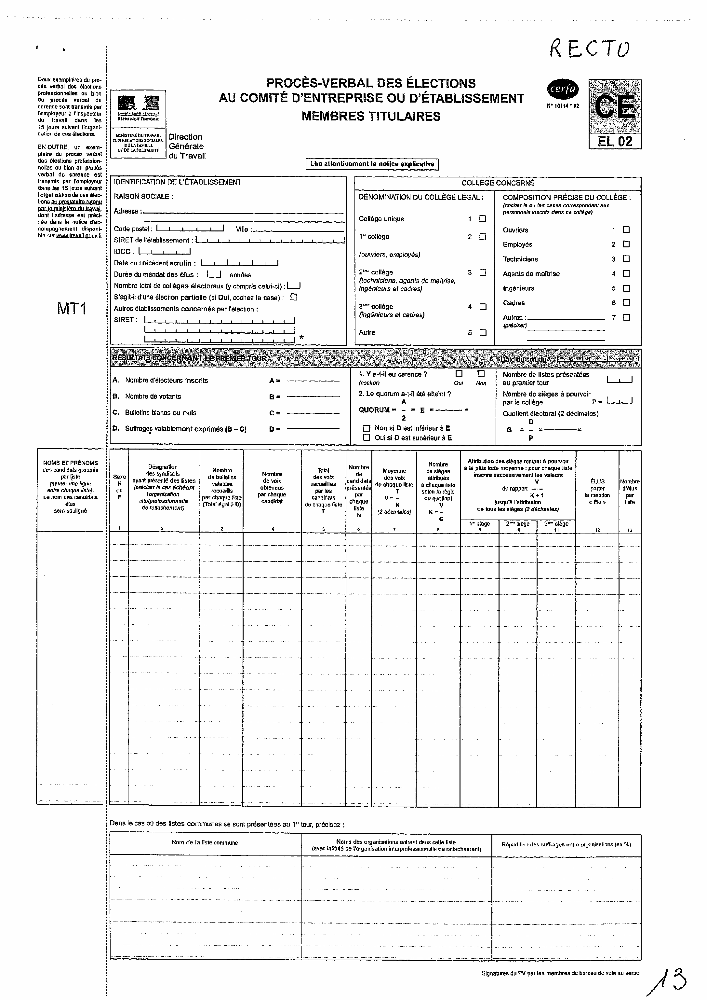 RECTO
Deux exemplaires du pro-
cès verbal des élections
professionnelles ou bien
du procès verbal du
carence sont transmis par
l'employeur à l'inspecteur
du travail dans les
15 jours suivant l'organi-
sation de ces élections.
EN OUTRE, un exem-
plaire du procès verbal
des élections profession-
nelles ou bien du procès
verbal de carence est
transmis par l'employeur
dans les 15 jours suivant
l'organisation de ces élec-
tions au prestataire retenu
par le ministère du travail,
dont l'adresse est préci-
sée dans la notice d'ac-
compagnement disponi-
ble sur www.travail.gouv.fr
MT1
Liberté • Égalité • Fraternité
RÉPUBLIQUE FRANÇAISE
MINISTÈRE DU TRAVAIL,
DES RELATIONS SOCIALES,
DE LA FAMILLE
ET DE LA SOLIDARITÉ
Direction
Générale
du Travail
PROCÈS-VERBAL DES ÉLECTIONS
AU COMITÉ D'ENTREPRISE OU D'ÉTABLISSEMENT
MEMBRES TITULAIRES
cerfa
N° 10114 * 02
CE
EL 02
Lire attentivement la notice explicative
IDENTIFICATION DE L'ÉTABLISSEMENT
RAISON SOCIALE :
Adresse :
Code postal : Ville :
SIRET de l'établissement :
IDCC :
Date du précédent scrutin :
Durée du mandat des élus : années
Nombre total de collèges électoraux (y compris celui-ci) :
S'agit-il d'une élection partielle (si Oui, cochez la case) :
Autres établissements concernés par l'élection :
SIRET :
*
COLLÈGE CONCERNÉ
DÉNOMINATION DU COLLÈGE LÉGAL :
Collège unique 1
1er collège 2
(ouvriers, employés)
2ème collège 3
(techniciens, agents de maîtrise,
ingénieurs et cadres)
3ème collège 4
(ingénieurs et cadres)
Autre 5
COMPOSITION PRÉCISE DU COLLÈGE :
(cocher la ou les cases correspondant aux
personnels inscrits dans ce collège)
Ouvriers 1
Employés 2
Techniciens 3
Agents de maîtrise 4
Ingénieurs 5
Cadres 6
Autres : 7
(préciser)
RÉSULTATS CONCERNANT LE PREMIER TOUR Date du scrutin
A. Nombre d'électeurs inscrits A =
B. Nombre de votants B =
C. Bulletins blancs ou nuls C =
D. Suffrages valablement exprimés (B – C) D =
1. Y a-t-il eu carence ?
(cocher) Oui Non
2. Le quorum a-t-il été atteint ?
A
QUORUM = – = E = =
2
Non si D est inférieur à E
Oui si D est supérieur à E
Nombre de listes présentées
au premier tour
Nombre de sièges à pourvoir
par le collège P =
Quotient électoral (2 décimales)
D
G = – = =
P
NOMS ET PRÉNOMS
des candidats groupés
par liste
(sauter une ligne
entre chaque liste).
Le nom des candidats
élus
sera souligné
Sexe
H
ou
F
1
Désignation
des syndicats
ayant présenté des listes
(préciser le cas échéant
l'organisation
interprofessionnelle
de rattachement)
2
Nombre
de bulletins
valables
recueillis
par chaque liste
(Total égal à D)
3
Nombre
de voix
obtenues
par chaque
candidat
4
Total
des voix
recueillies
par les
candidats
de chaque liste
T
5
Nombre
de
candidats
présentés
par
chaque
liste
N
6
Moyenne
des voix
de chaque liste
T
V = –
N
(2 décimales)
7
Nombre
de sièges
attribués
à chaque liste
selon la règle
du quotient
V
K = –
G
8
Attribution des sièges restant à pourvoir
à la plus forte moyenne : pour chaque liste
inscrire successivement les valeurs
V
du rapport -------
K + 1
jusqu'à l'attribution
de tous les sièges (2 décimales)
1er siège 2ème siège 3ème siège
9 10 11
ÉLUS
porter
la mention
« Élu »
12
Nombre
d'élus
par
liste
13
Dans le cas où des listes communes se sont présentées au 1er tour, précisez :
Nom de la liste commune
Noms des organisations entrant dans cette liste
(avec intitulé de l'organisation interprofessionnelle de rattachement)
Répartition des suffrages entre organisations (en %)
Signatures du PV par les membres du bureau de vote au verso.
13